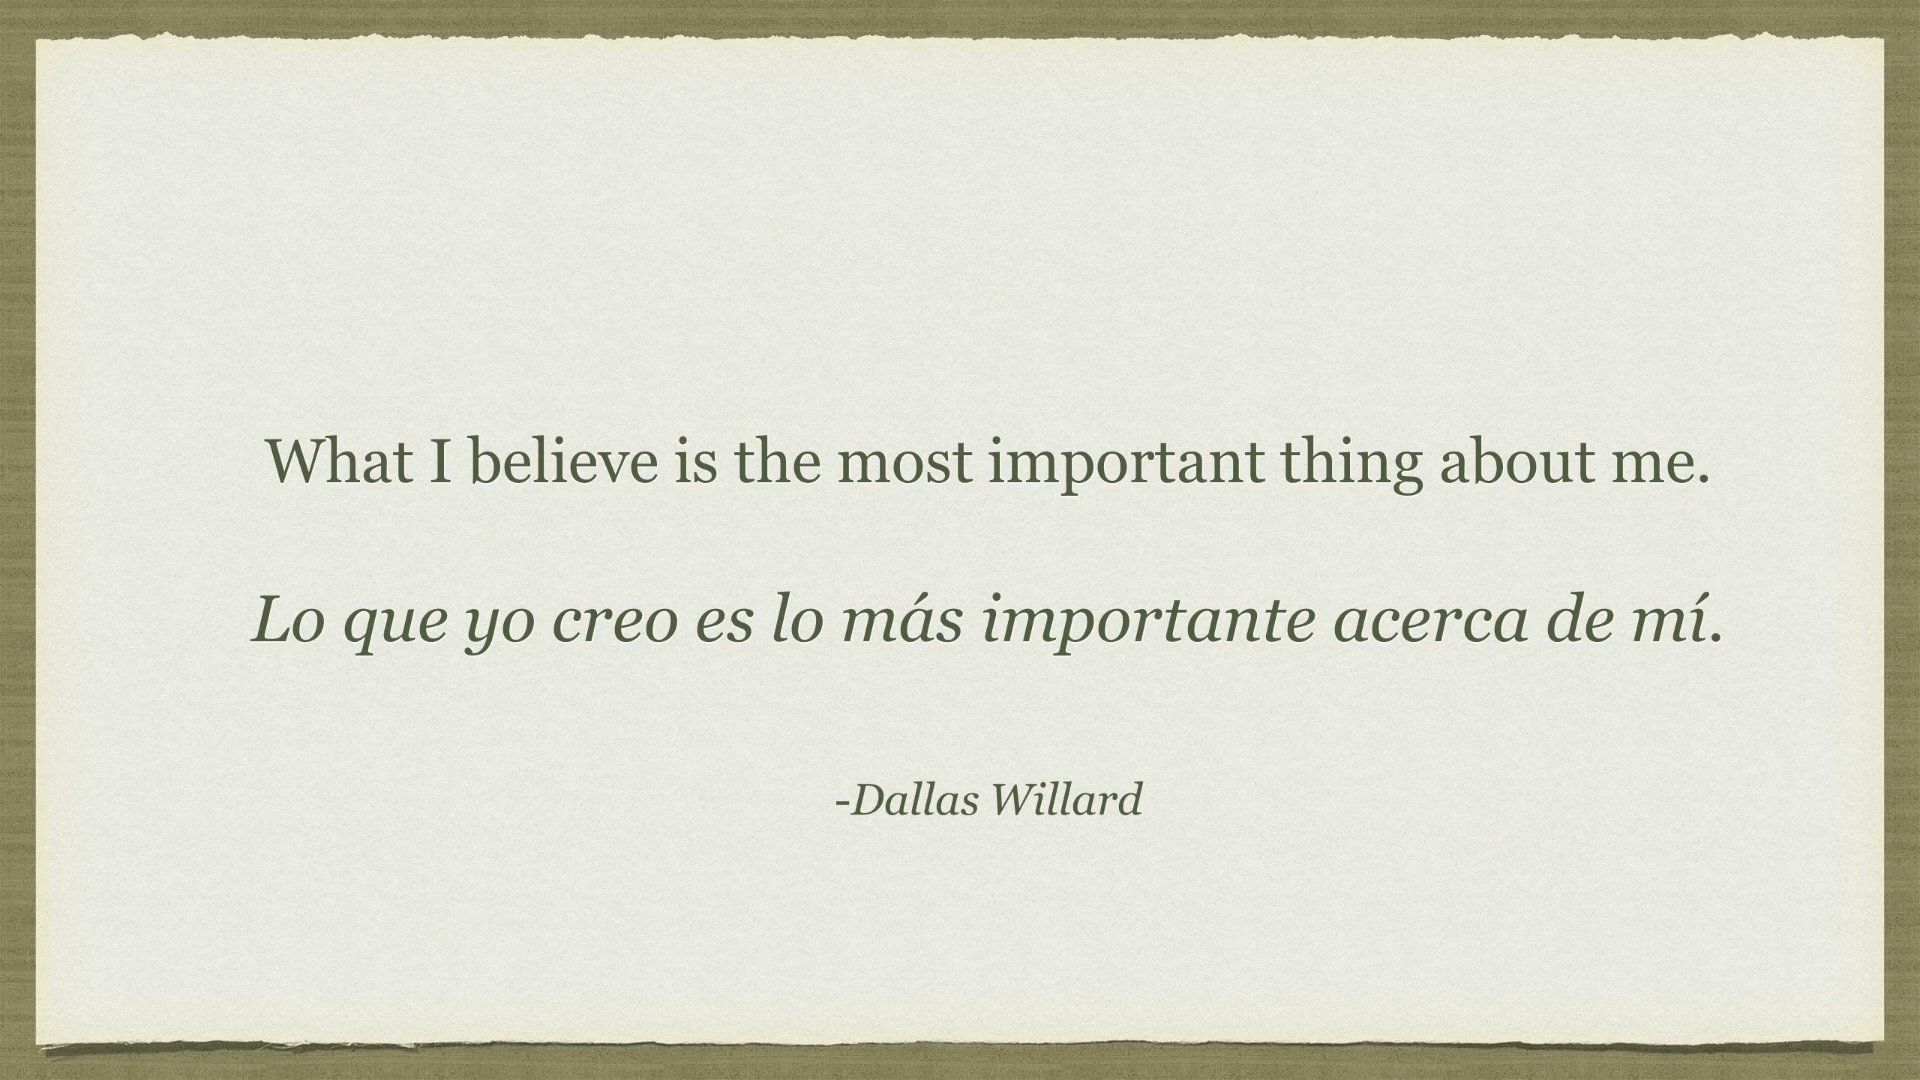 What I believe is the most important thing about me.
Lo que yo creo es lo más importante acerca de mí.
-Dallas Willard